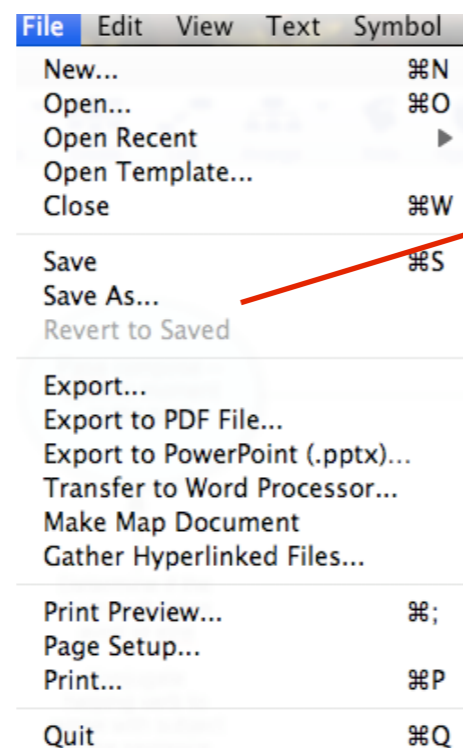 File Edit View Text Symbol
New... ⌘N
Open... ⌘O
Open Recent ▶
Open Template...
Close ⌘W
Save ⌘S
Save As...
Revert to Saved
Export...
Export to PDF File...
Export to PowerPoint (.pptx)...
Transfer to Word Processor...
Make Map Document
Gather Hyperlinked Files...
Print Preview... ⌘;
Page Setup...
Print... ⌘P
Quit ⌘Q